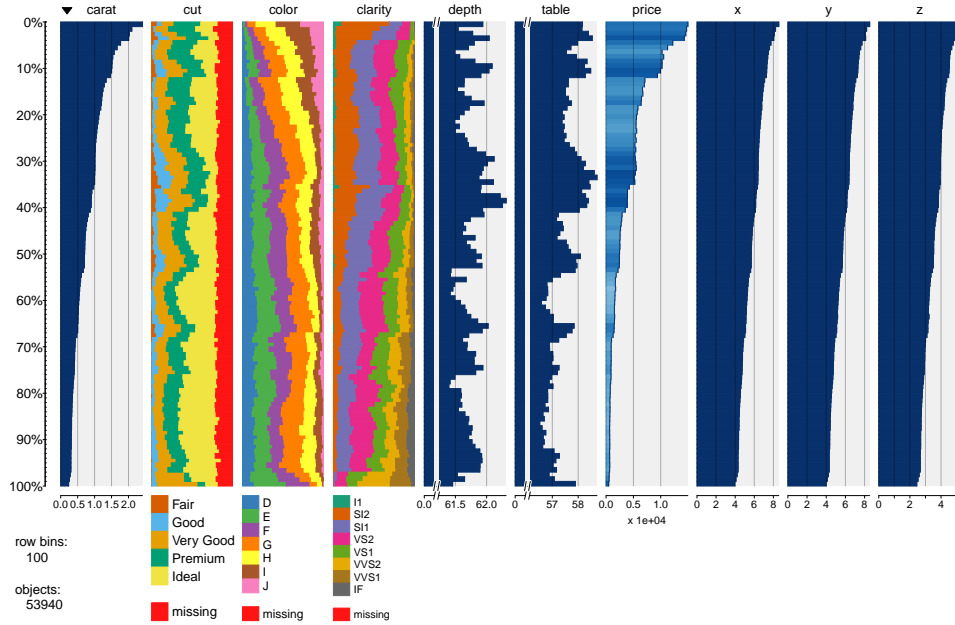 carat cut color clarity depth table price x y z
0%
10%
20%
30%
40%
50%
60%
70%
80%
90%
100%
0.0 0.5 1.0 1.5 2.0 61.5 62.0 57 58 0.0 0.5 1.0 0 2 4 6 8 0 2 4 6 8 0 2 4
x 1e+04
Fair
Good
Very Good
Premium
Ideal
missing
D
E
F
G
H
I
J
missing
I1
SI2
SI1
VS2
VS1
VVS2
VVS1
IF
missing
row bins:
100
objects:
53940